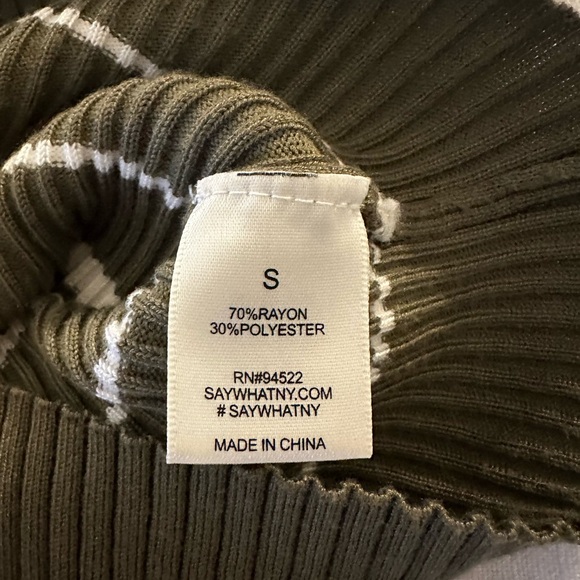 S
70%RAYON
30%POLYESTER
RN#94522
SAYWHATNY.COM
# SAYWHATNY
MADE IN CHINA